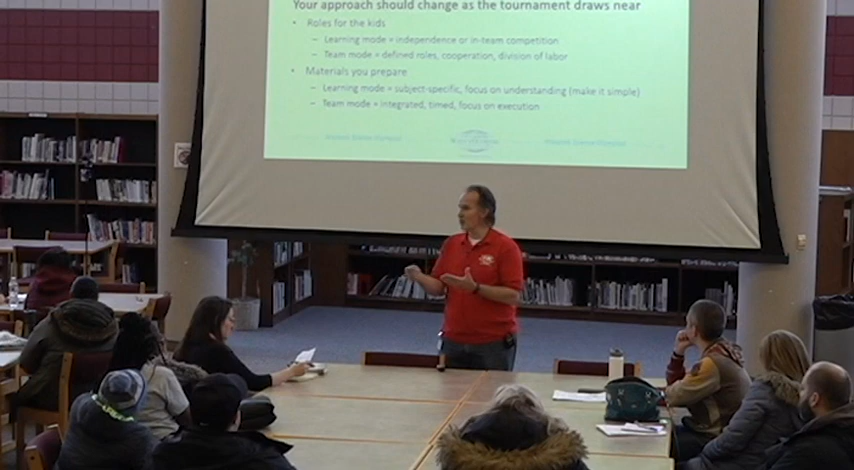 Your approach should change as the tournament draws near
• Roles for the kids
– Learning mode = independence or in-team competition
– Team mode = defined roles, cooperation, division of labor
• Materials you prepare
– Learning mode = subject-specific, focus on understanding (make it simple)
– Team mode = integrated, timed, focus on execution